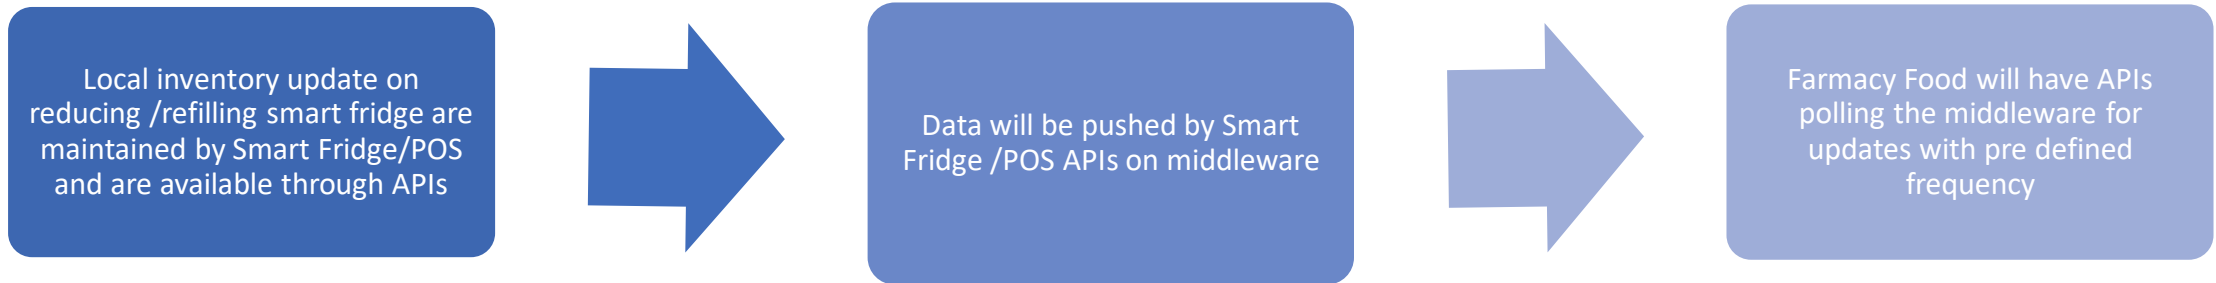 Local inventory update on
reducing /refilling smart fridge are
maintained by Smart Fridge/POS
and are available through APIs
Data will be pushed by Smart
Fridge /POS APIs on middleware
Farmacy Food will have APIs
polling the middleware for
updates with pre defined
frequency